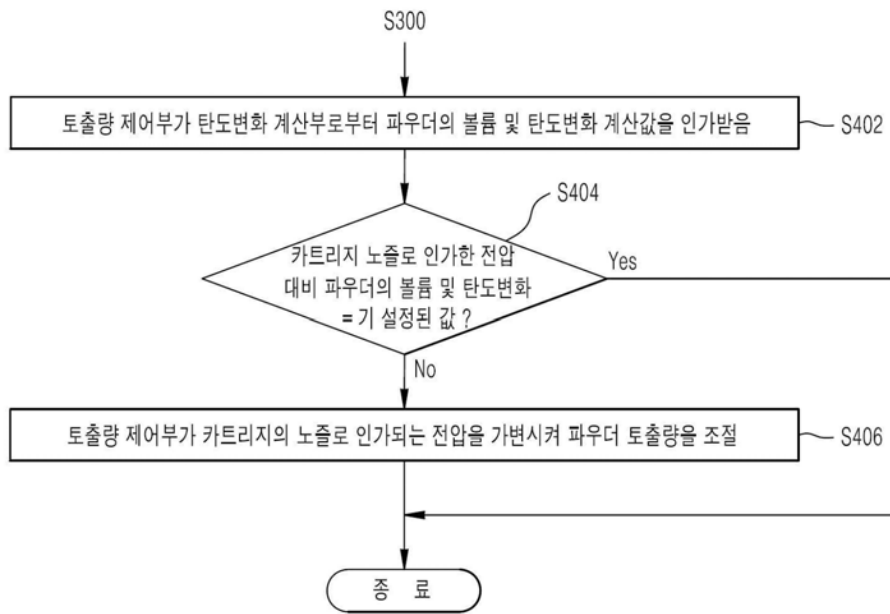 S300
토출량 제어부가 탄도변화 계산부로부터 파우더의 볼륨 및 탄도변화 계산값을 인가받음
S402
S404
카트리지 노즐로 인가한 전압
대비 파우더의 볼륨 및 탄도변화
= 기 설정된 값 ?
Yes
No
토출량 제어부가 카트리지의 노즐로 인가되는 전압을 가변시켜 파우더 토출량을 조절
S406
종 료